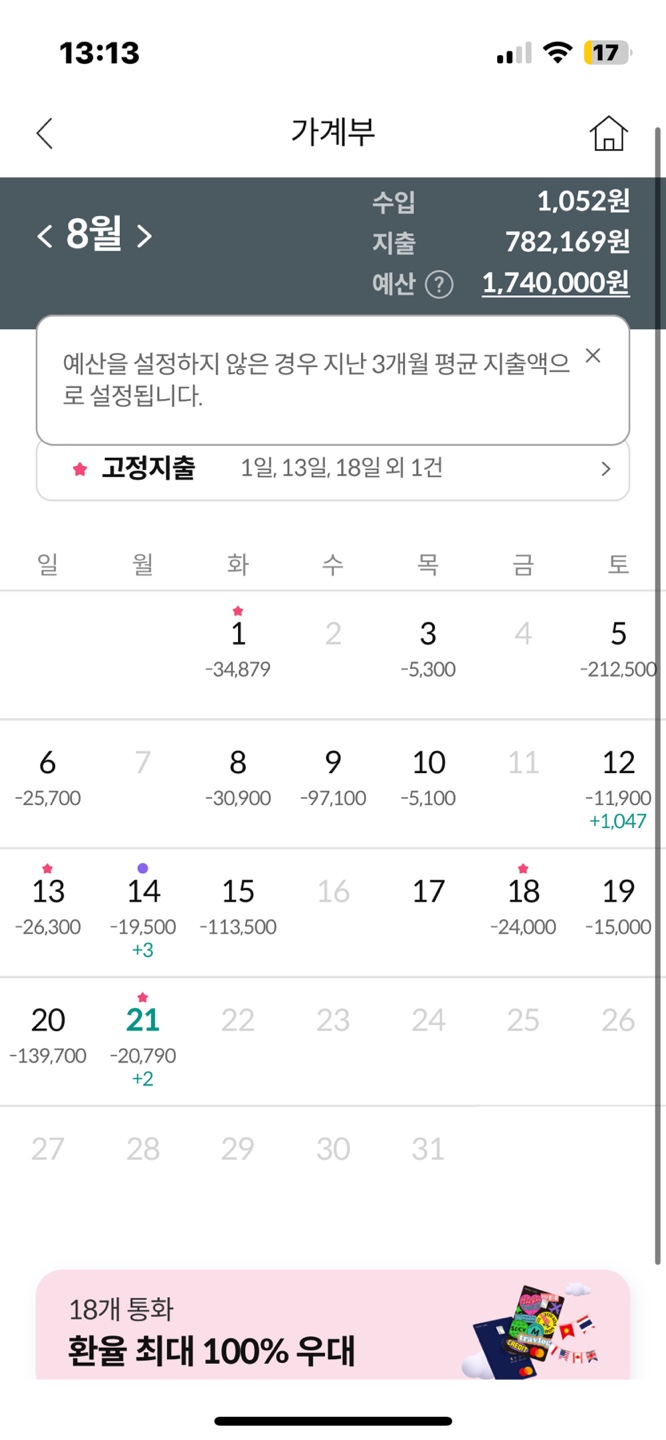 13:13
17
가계부
8월
수입 1,052원
지출 782,169원
예산 ? 1,740,000원
예산을 설정하지 않은 경우 지난 3개월 평균 지출액으
로 설정됩니다.
고정지출 1일, 13일, 18일 외 1건
일 월 화 수 목 금 토
1 2 3 4 5
-34,879 -5,300 -212,500
6 7 8 9 10 11 12
-25,700 -30,900 -97,100 -5,100 -11,900
+1,047
13 14 15 16 17 18 19
-26,300 -19,500 -113,500 -24,000 -15,000
+3
20 21 22 23 24 25 26
-139,700 -20,790
+2
27 28 29 30 31
18개 통화
환율 최대 100% 우대